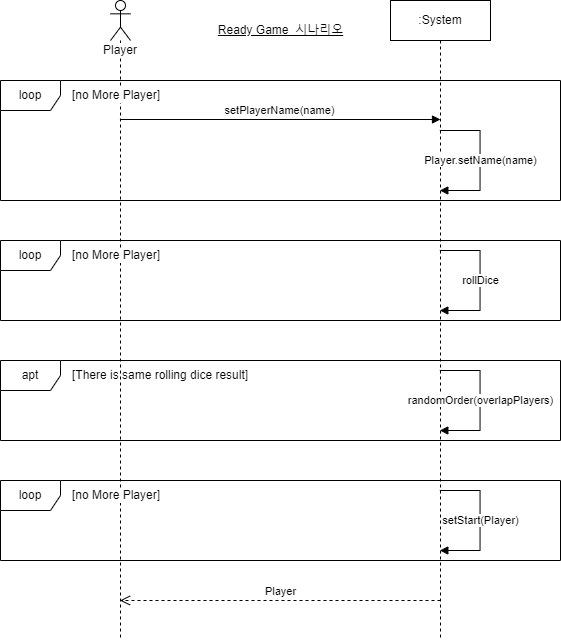 Ready Game 시나리오
:System
Player
loop [no More Player]
setPlayerName(name)
Player.setName(name)
loop [no More Player]
rollDice
apt [There is same rolling dice result]
randomOrder(overlapPlayers)
loop [no More Player]
setStart(Player)
Player